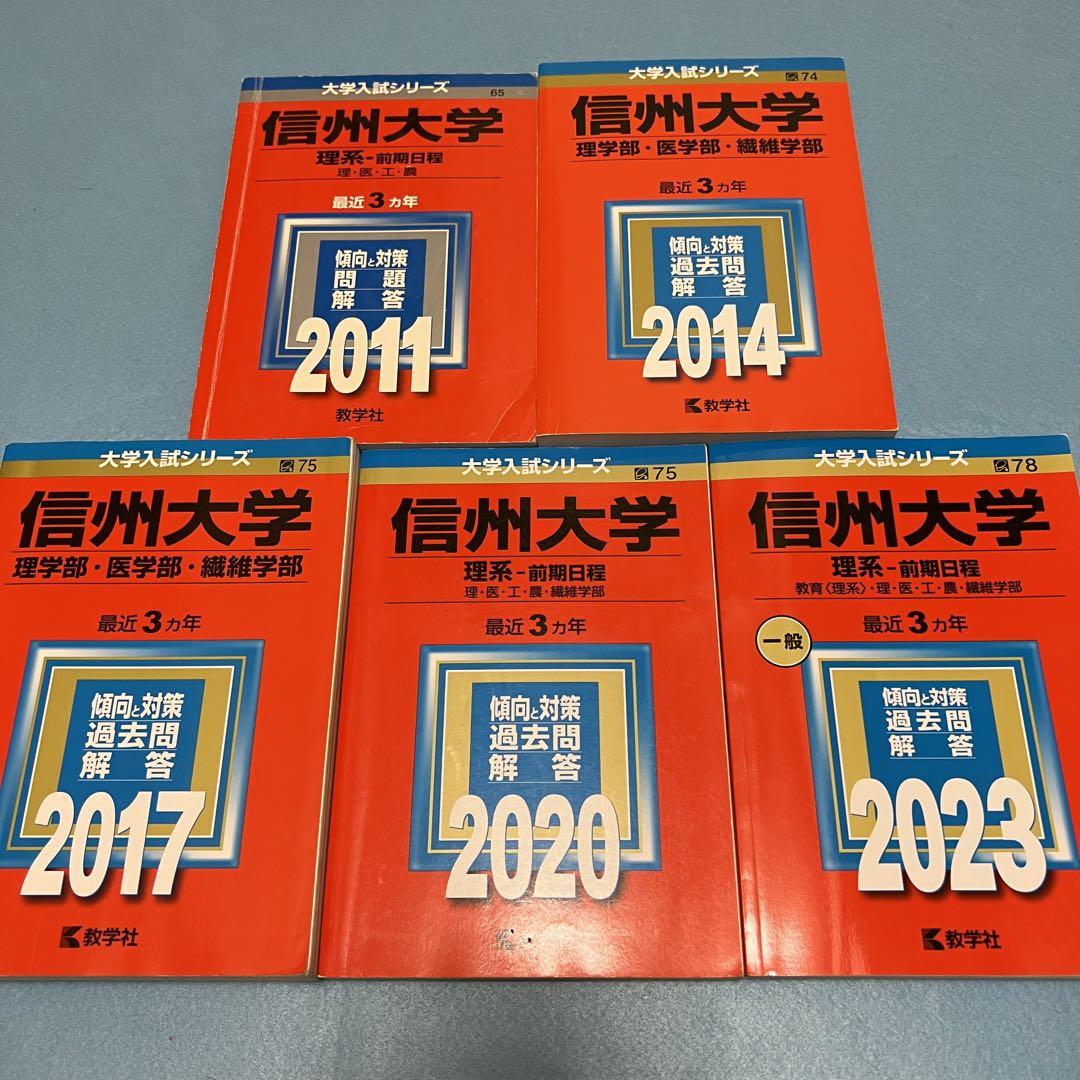 大学入試シリーズ
65
信州大学
理系-前期日程
理・医・工・農
最近3ヵ年
傾向と対策
問題
解答
2011
教学社
大学入試シリーズ
74
信州大学
理学部・医学部・繊維学部
最近3ヵ年
傾向と対策
過去問
解答
2014
教学社
大学入試シリーズ
75
信州大学
理学部・医学部・繊維学部
最近3ヵ年
傾向と対策
過去問
解答
2017
教学社
大学入試シリーズ
75
信州大学
理系-前期日程
理・医・工・農・繊維学部
最近3ヵ年
傾向と対策
過去問
解答
2020
大学入試シリーズ
78
信州大学
理系-前期日程
教育〈理系〉・理・医・工・農・繊維学部
最近3ヵ年
一般
傾向と対策
過去問
解答
2023
教学社